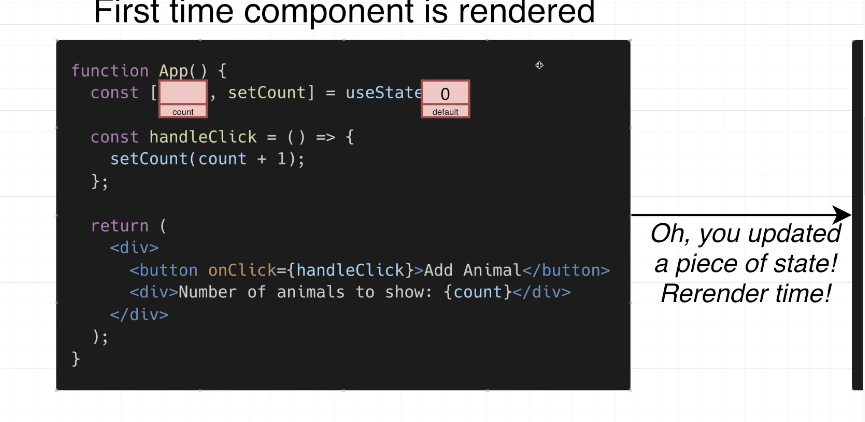 First time component is rendered
function App() {
const [ , setCount] = useState 0
count default
const handleClick = () => {
setCount(count + 1);
};
return (
<div>
<button onClick={handleClick}>Add Animal</button>
<div>Number of animals to show: {count}</div>
</div>
);
}
Oh, you updated
a piece of state!
Rerender time!